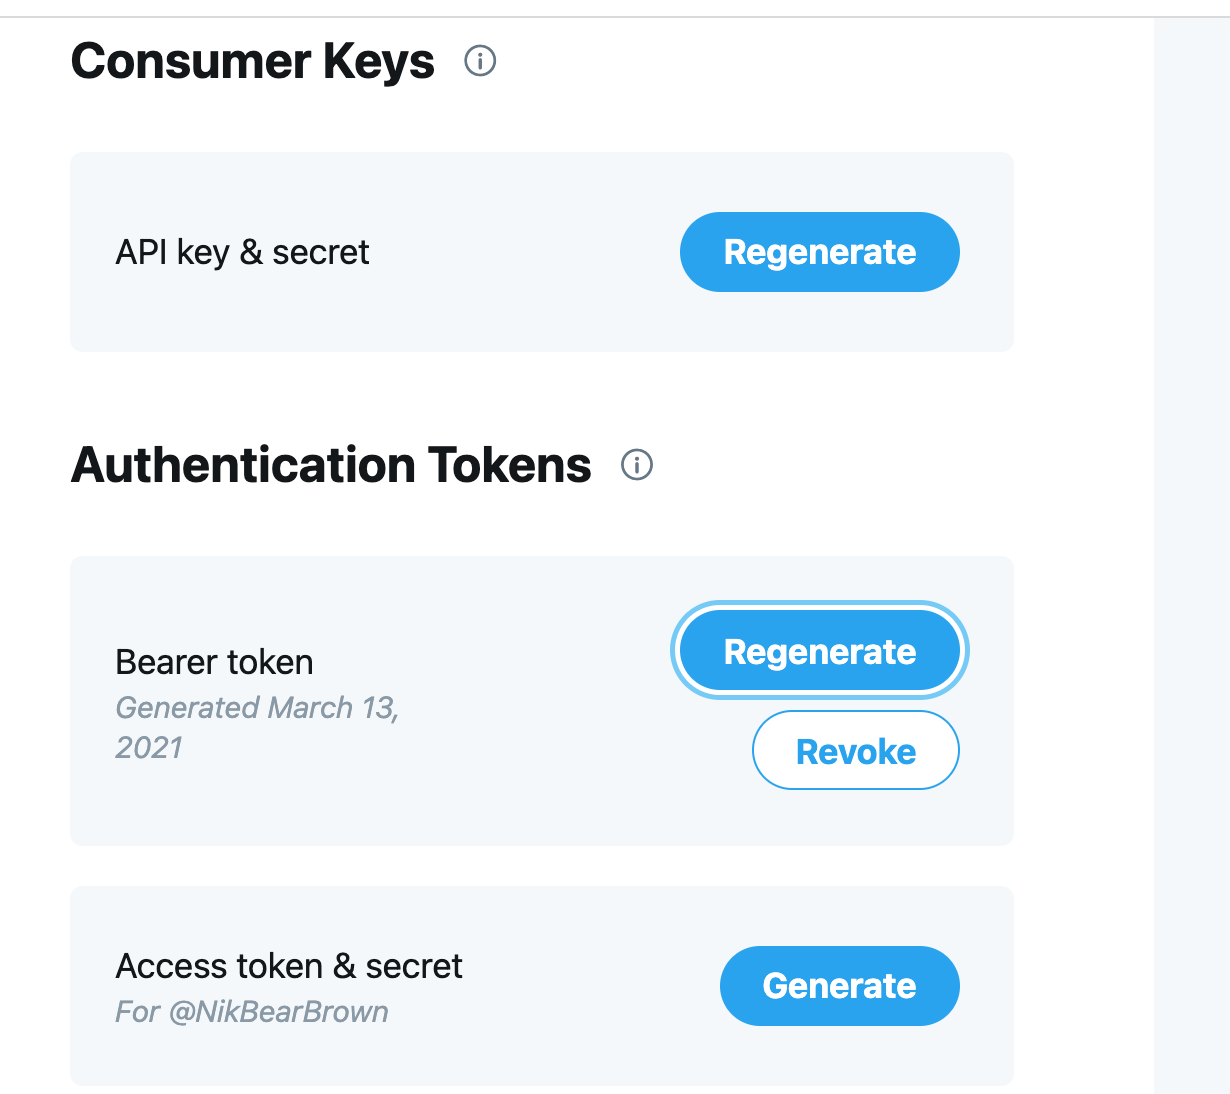 Consumer Keys
API key & secret
Regenerate
Authentication Tokens
Bearer token
Generated March 13,
2021
Regenerate
Revoke
Access token & secret
For @NikBearBrown
Generate